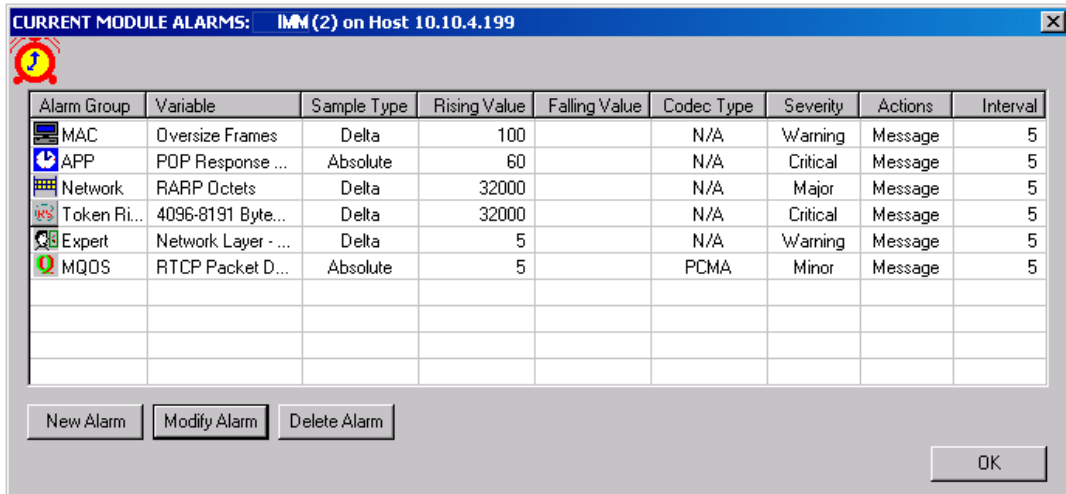 CURRENT MODULE ALARMS: IMM (2) on Host 10.10.4.199
Alarm Group Variable Sample Type Rising Value Falling Value Codec Type Severity Actions Interval
MAC Oversize Frames Delta 100 N/A Warning Message 5
APP POP Response ... Absolute 60 N/A Critical Message 5
Network RARP Octets Delta 32000 N/A Major Message 5
Token Ri... 4096-8191 Byte... Delta 32000 N/A Critical Message 5
Expert Network Layer - ... Delta 5 N/A Warning Message 5
MQOS RTCP Packet D... Absolute 5 PCMA Minor Message 5
New Alarm Modify Alarm Delete Alarm
OK